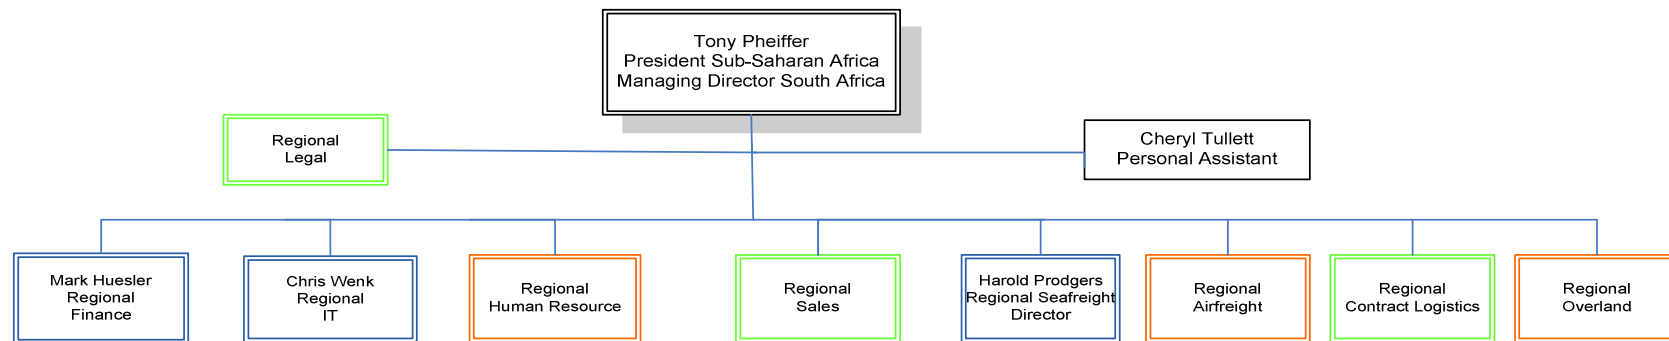 Tony Pheiffer
President Sub-Saharan Africa
Managing Director South Africa
Regional
Legal
Cheryl Tullett
Personal Assistant
Mark Huesler
Regional
Finance
Chris Wenk
Regional
IT
Regional
Human Resource
Regional
Sales
Harold Prodgers
Regional Seafreight
Director
Regional
Airfreight
Regional
Contract Logistics
Regional
Overland